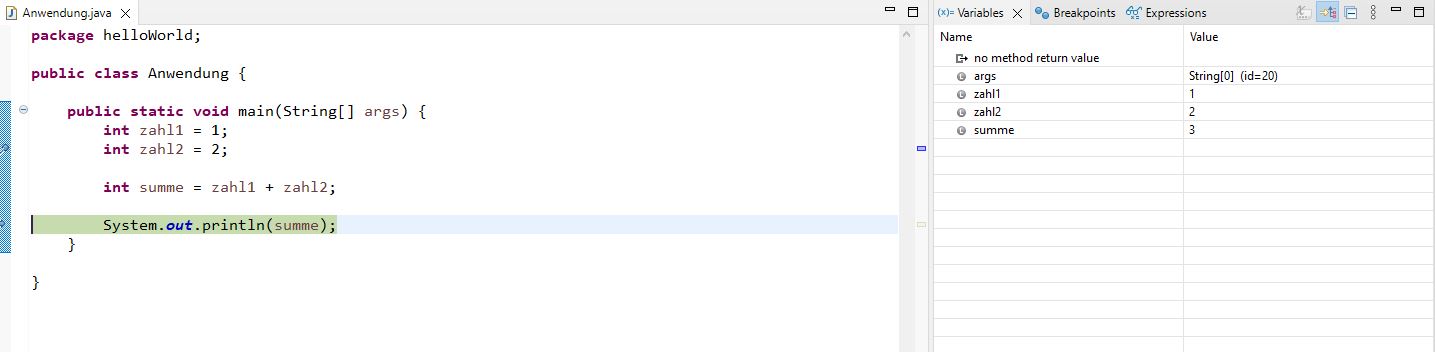 Anwendung.java
package helloWorld;
public class Anwendung {
public static void main(String[] args) {
int zahl1 = 1;
int zahl2 = 2;
int summe = zahl1 + zahl2;
System.out.println(summe);
}
}
(x)= Variables Breakpoints Expressions
Name Value
no method return value
args String[0] (id=20)
zahl1 1
zahl2 2
summe 3